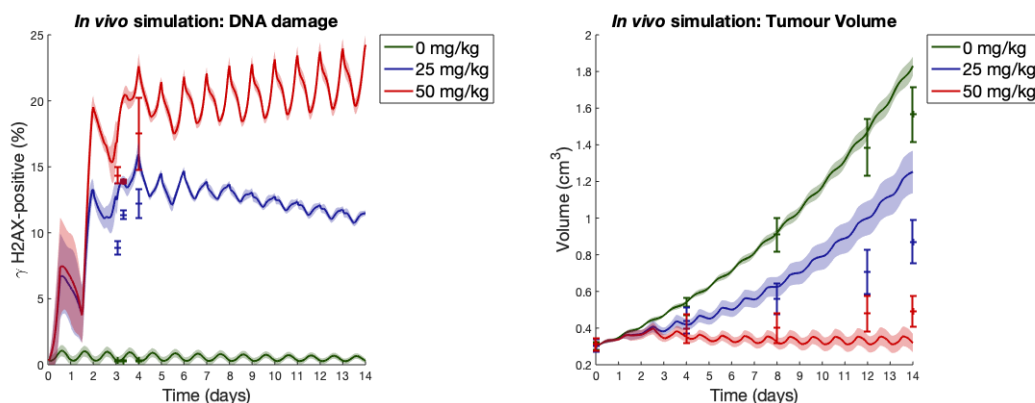 In vivo simulation: DNA damage
γ H2AX-positive (%)
25
20
15
10
5
0
0 1 2 3 4 5 6 7 8 9 10 11 12 13 14
Time (days)
0 mg/kg
25 mg/kg
50 mg/kg
In vivo simulation: Tumour Volume
Volume (cm³)
2
1.8
1.6
1.4
1.2
1
0.8
0.6
0.4
0.2
0 1 2 3 4 5 6 7 8 9 10 11 12 13 14
Time (days)
0 mg/kg
25 mg/kg
50 mg/kg